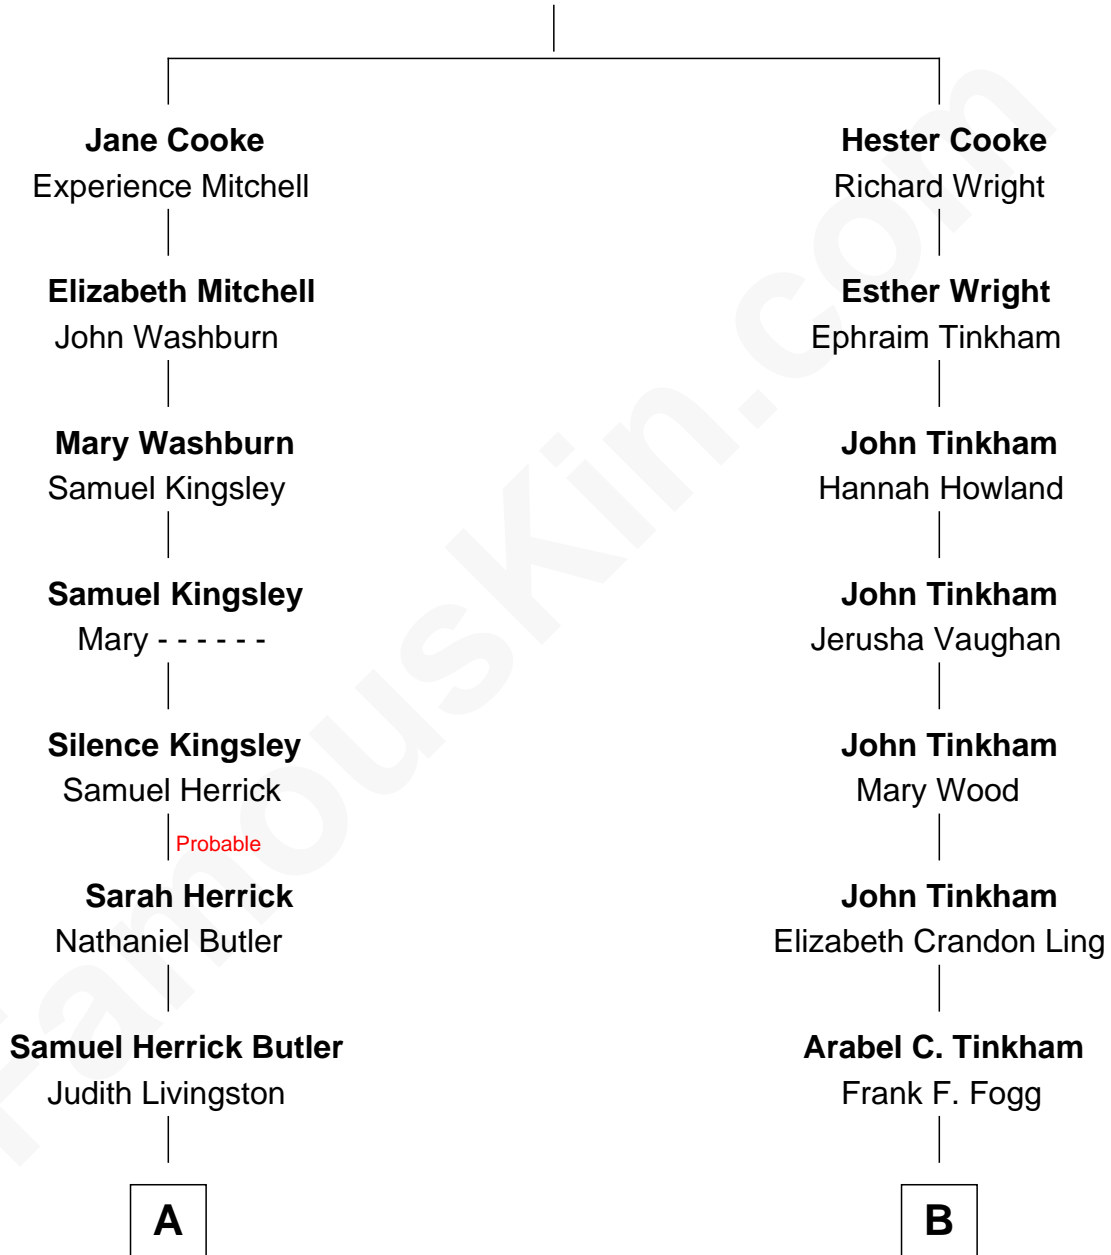 Jane Cooke
Experience Mitchell
Elizabeth Mitchell
John Washburn
Mary Washburn
Samuel Kingsley
Samuel Kingsley
Mary - - - - - -
Silence Kingsley
Samuel Herrick
Probable
Sarah Herrick
Nathaniel Butler
Samuel Herrick Butler
Judith Livingston
A
Hester Cooke
Richard Wright
Esther Wright
Ephraim Tinkham
John Tinkham
Hannah Howland
John Tinkham
Jerusha Vaughan
John Tinkham
Mary Wood
John Tinkham
Elizabeth Crandon Ling
Arabel C. Tinkham
Frank F. Fogg
B
FamousKin.com